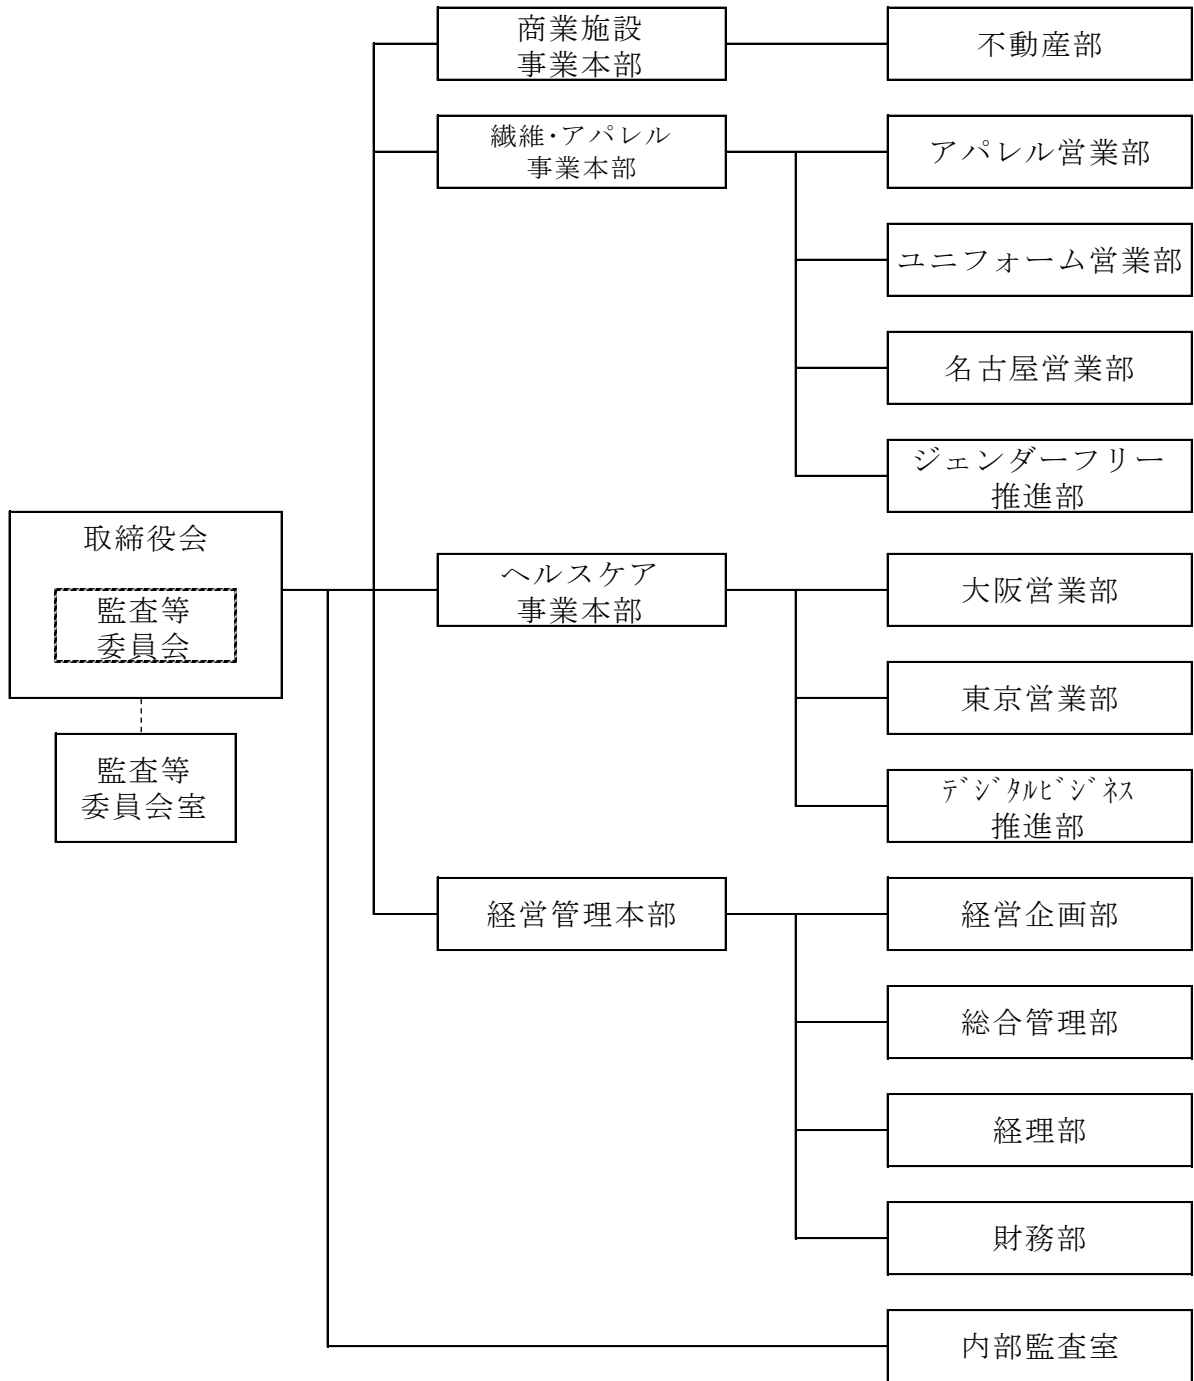 商業施設
事業本部
不動産部
繊維・アパレル
事業本部
アパレル営業部
ユニフォーム営業部
名古屋営業部
ジェンダーフリー
推進部
取締役会
監査等
委員会
監査等
委員会室
ヘルスケア
事業本部
大阪営業部
東京営業部
デジタルビジネス
推進部
経営管理本部
経営企画部
総合管理部
経理部
財務部
内部監査室